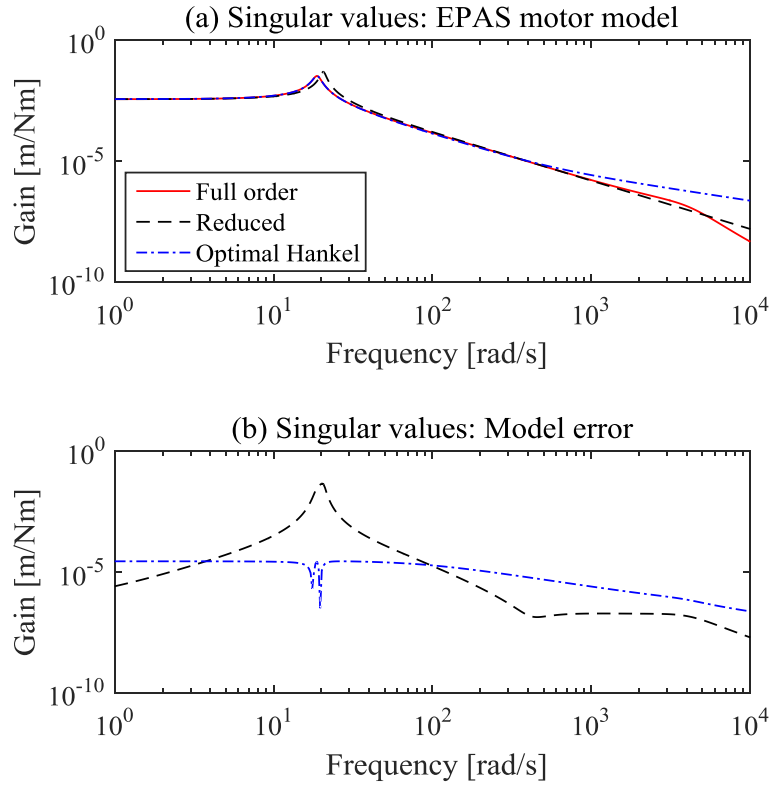 (a) Singular values: EPAS motor model
Gain [m/Nm]
10^0
10^-5
10^-10
Full order
Reduced
Optimal Hankel
10^0 10^1 10^2 10^3 10^4
Frequency [rad/s]
(b) Singular values: Model error
Gain [m/Nm]
10^0
10^-5
10^-10
10^0 10^1 10^2 10^3 10^4
Frequency [rad/s]